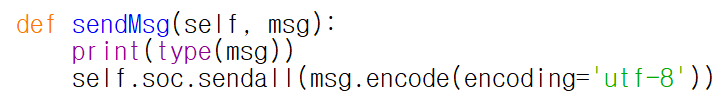 def sendMsg(self, msg):
    print(type(msg))
    self.soc.sendall(msg.encode(encoding='utf-8'))